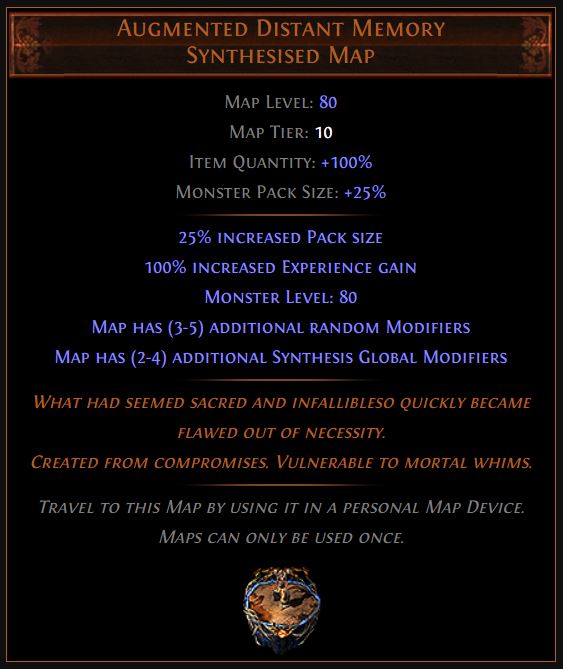 Augmented Distant Memory
Synthesised Map
Map Level: 80
Map Tier: 10
Item Quantity: +100%
Monster Pack Size: +25%
25% increased Pack size
100% increased Experience gain
Monster Level: 80
Map has (3-5) additional random Modifiers
Map has (2-4) additional Synthesis Global Modifiers
What had seemed sacred and infallibleso quickly became
flawed out of necessity.
Created from compromises. Vulnerable to mortal whims.
Travel to this Map by using it in a personal Map Device.
Maps can only be used once.